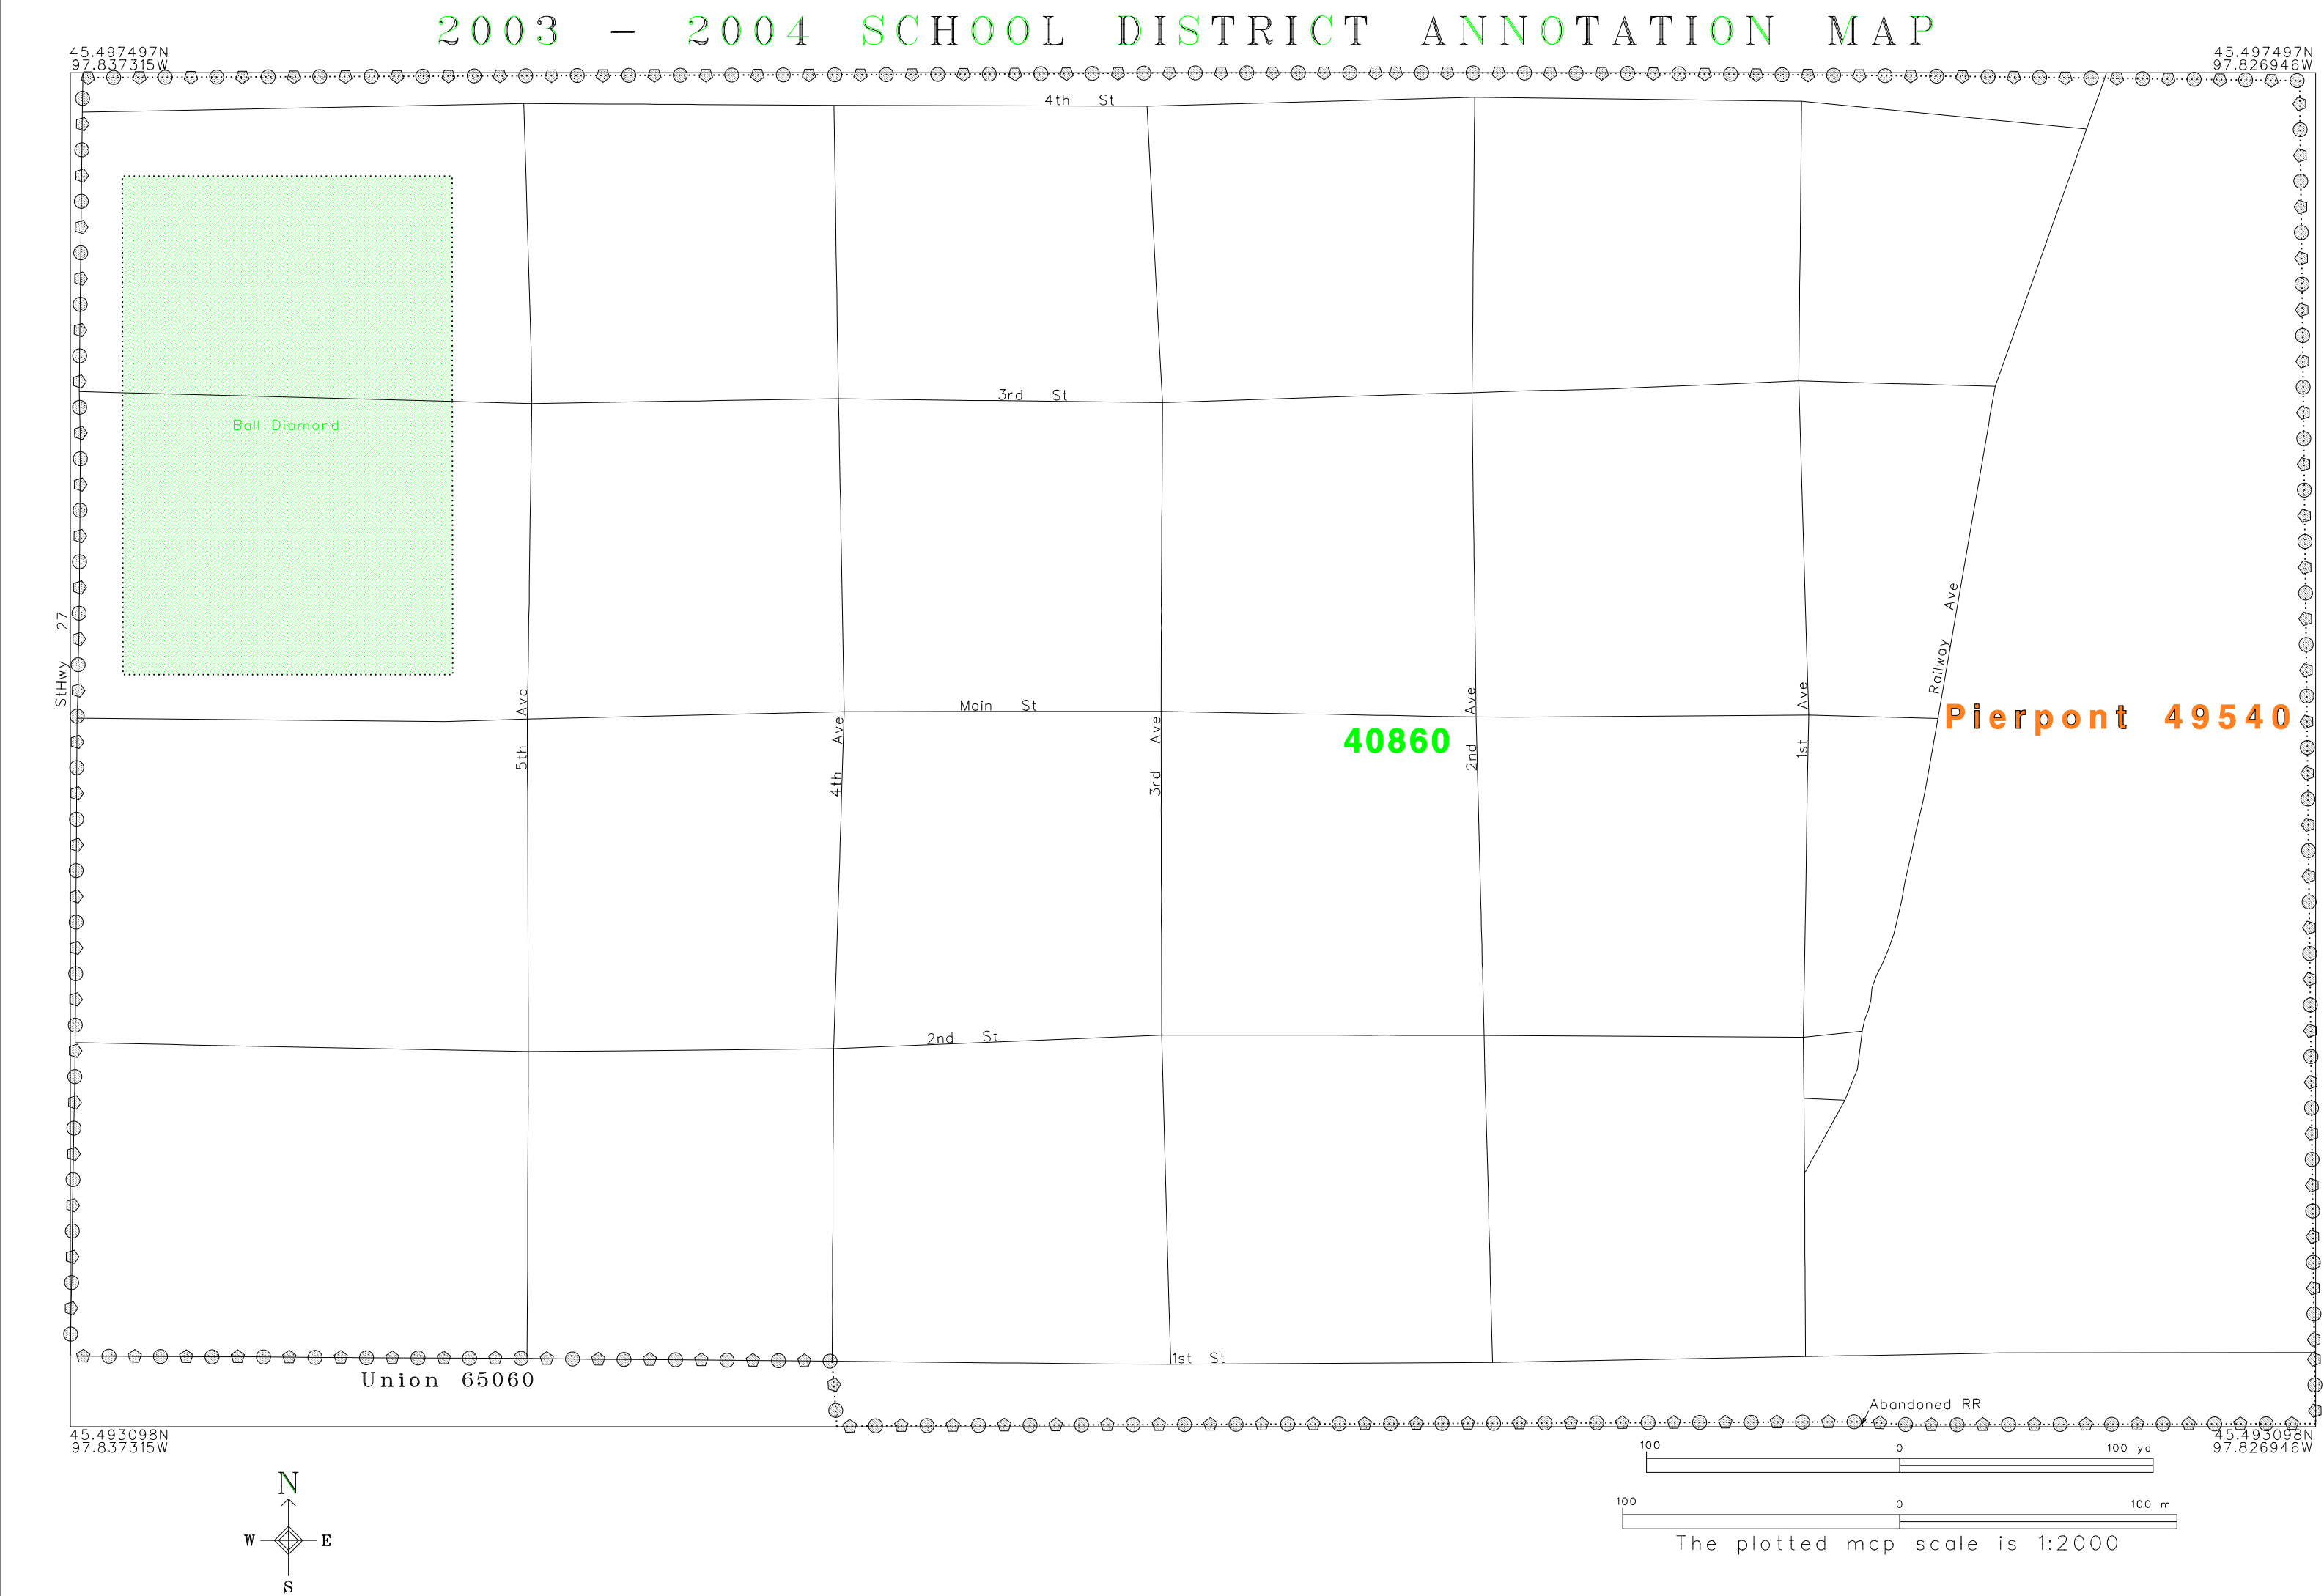 2003 - 2004 SCHOOL DISTRICT ANNOTATION MAP
45.497497N
97.837315W
45.497497N
97.826946W
4th St
3rd St
Ball Diamond
StHwy 27
Railway Ave
Main St
5th Ave
4th Ave
3rd Ave
2nd Ave
1st Ave
40860
Pierpont 49540
2nd St
1st St
Union 65060
Abandoned RR
45.493098N
97.837315W
45.493098N
97.826946W
100 0 100 yd
100 0 100 m
The plotted map scale is 1:2000
N
W E
S